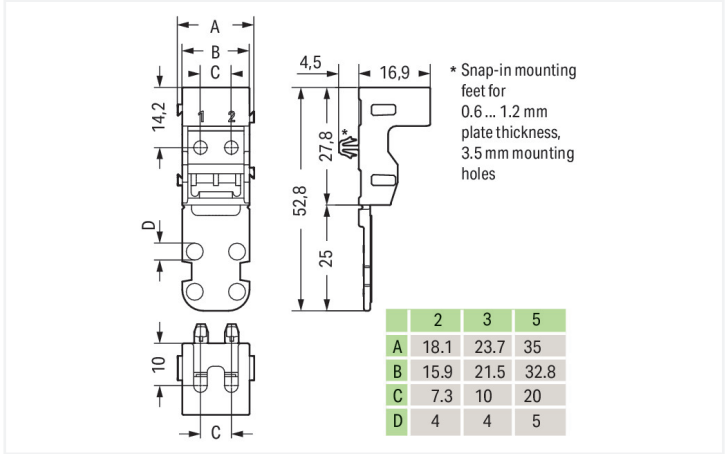 A
B
C
14,2
1 2
D
10
C
4,5
16,9
*
27,8
52,8
25
* Snap-in mounting
feet for
0.6 ... 1.2 mm
plate thickness,
3.5 mm mounting
holes
2 3 5
A 18.1 23.7 35
B 15.9 21.5 32.8
C 7.3 10 20
D 4 4 5